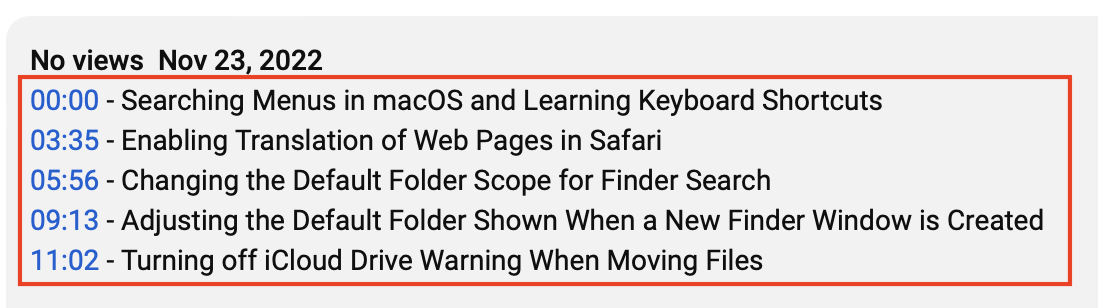 No views  Nov 23, 2022
00:00 - Searching Menus in macOS and Learning Keyboard Shortcuts
03:35 - Enabling Translation of Web Pages in Safari
05:56 - Changing the Default Folder Scope for Finder Search
09:13 - Adjusting the Default Folder Shown When a New Finder Window is Created
11:02 - Turning off iCloud Drive Warning When Moving Files